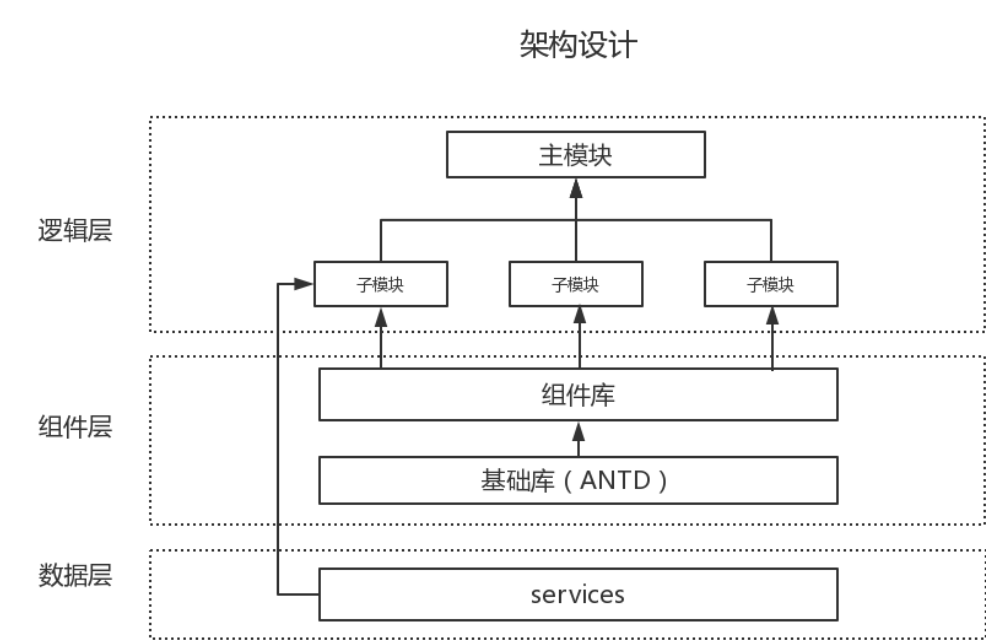 架构设计
主模块
逻辑层
子模块
子模块
子模块
组件库
组件层
基础库（ANTD）
数据层
services